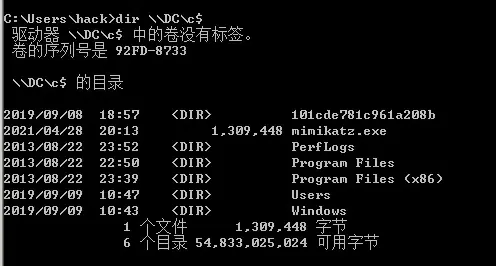 C:\Users\hack>dir \\DC\c$
驱动器 \\DC\c$ 中的卷没有标签。
卷的序列号是 92FD-8733
\\DC\c$ 的目录
2019/09/08  18:57    <DIR>          101cde781c961a208b
2021/04/28  20:13         1,309,448 mimikatz.exe
2013/08/22  23:52    <DIR>          PerfLogs
2013/08/22  22:50    <DIR>          Program Files
2013/08/22  23:39    <DIR>          Program Files (x86)
2019/09/09  10:47    <DIR>          Users
2019/09/09  10:43    <DIR>          Windows
1 个文件      1,309,448 字节
6 个目录 54,833,025,024 可用字节